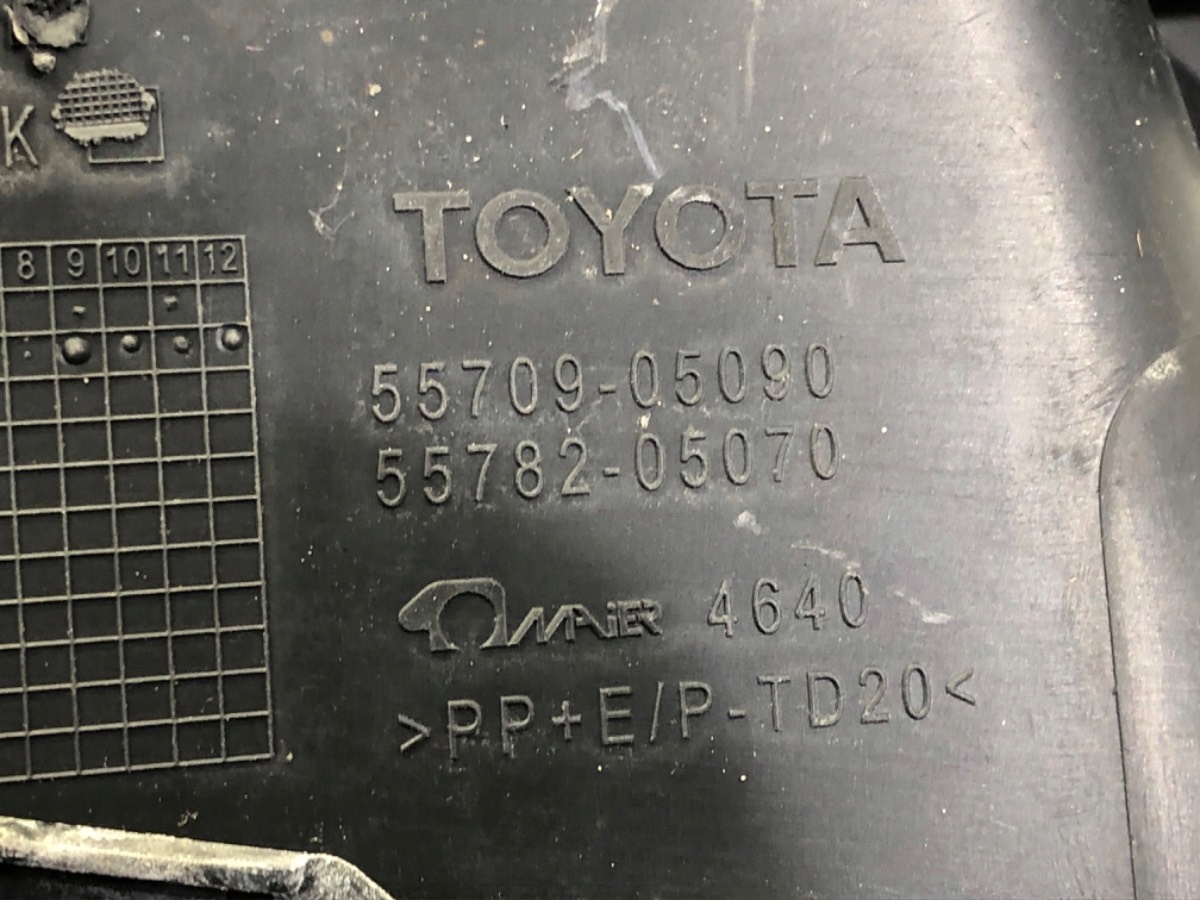 K
TOYOTA
8 9 10 11 12
55709-05090
55782-05070
MAiER 4640
>PP+E/P-TD20<